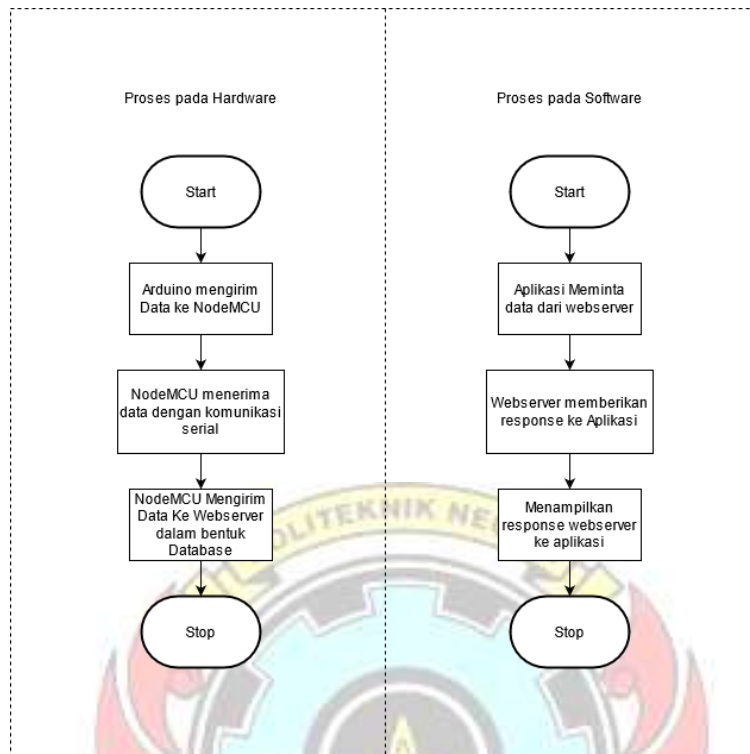 Proses pada Hardware
Start
Arduino mengirim
Data ke NodeMCU
NodeMCU menerima
data dengan komunikasi
serial
NodeMCU Mengirim
Data Ke Webserver
dalam bentuk
Database
Stop
Proses pada Software
Start
Aplikasi Meminta
data dari webserver
Webserver memberikan
response ke Aplikasi
Menampilkan
response webserver
ke aplikasi
Stop
POLITEKNIK